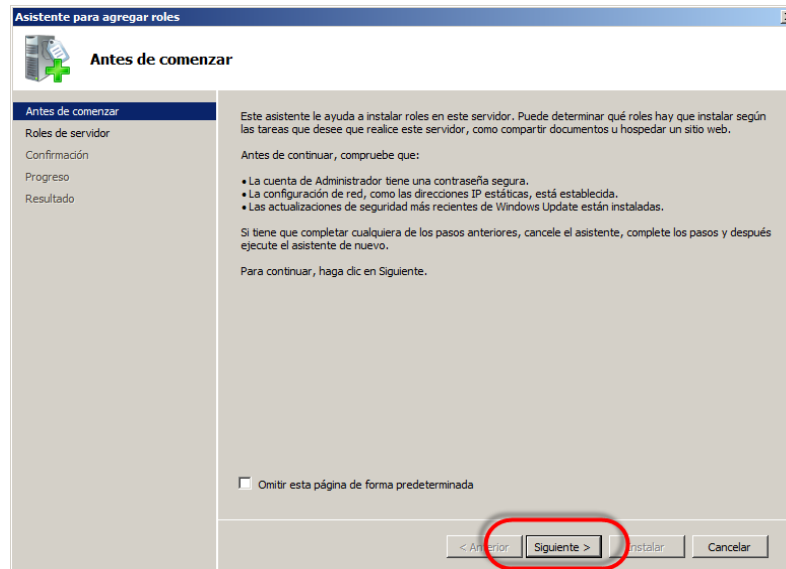 Asistente para agregar roles
Antes de comenzar
Antes de comenzar
Roles de servidor
Confirmación
Progreso
Resultado
Este asistente le ayuda a instalar roles en este servidor. Puede determinar qué roles hay que instalar según
las tareas que desee que realice este servidor, como compartir documentos u hospedar un sitio web.
Antes de continuar, compruebe que:
• La cuenta de Administrador tiene una contraseña segura.
• La configuración de red, como las direcciones IP estáticas, está establecida.
• Las actualizaciones de seguridad más recientes de Windows Update están instaladas.
Si tiene que completar cualquiera de los pasos anteriores, cancele el asistente, complete los pasos y después
ejecute el asistente de nuevo.
Para continuar, haga clic en Siguiente.
Omitir esta página de forma predeterminada
< Anterior Siguiente > Instalar Cancelar